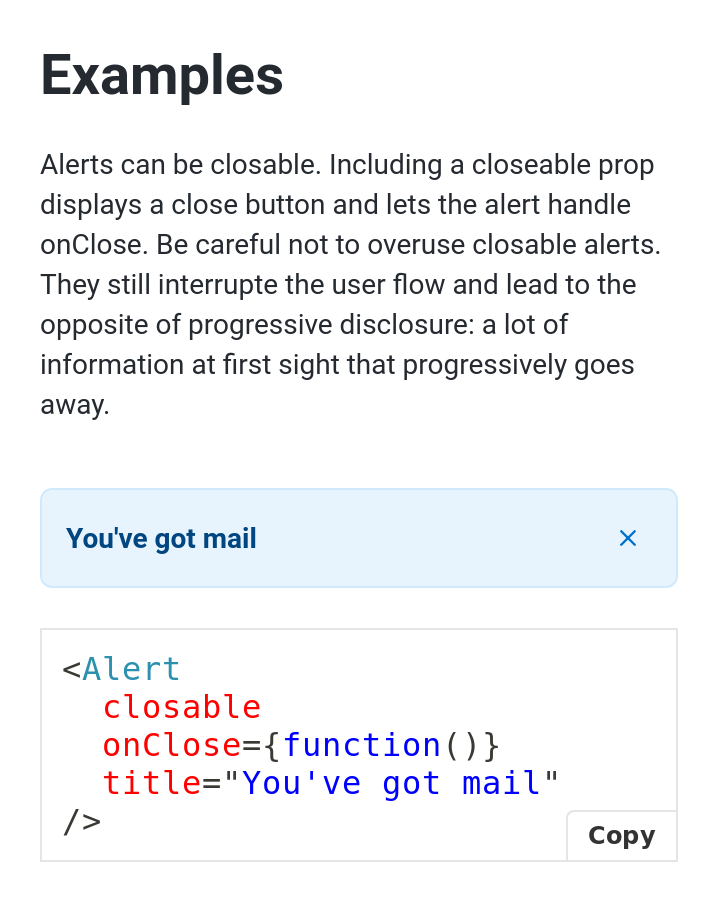 Examples
Alerts can be closable. Including a closeable prop
displays a close button and lets the alert handle
onClose. Be careful not to overuse closable alerts.
They still interrupte the user flow and lead to the
opposite of progressive disclosure: a lot of
information at first sight that progressively goes
away.
You've got mail
<Alert
  closable
  onClose={function()}
  title="You've got mail"
/>
Copy